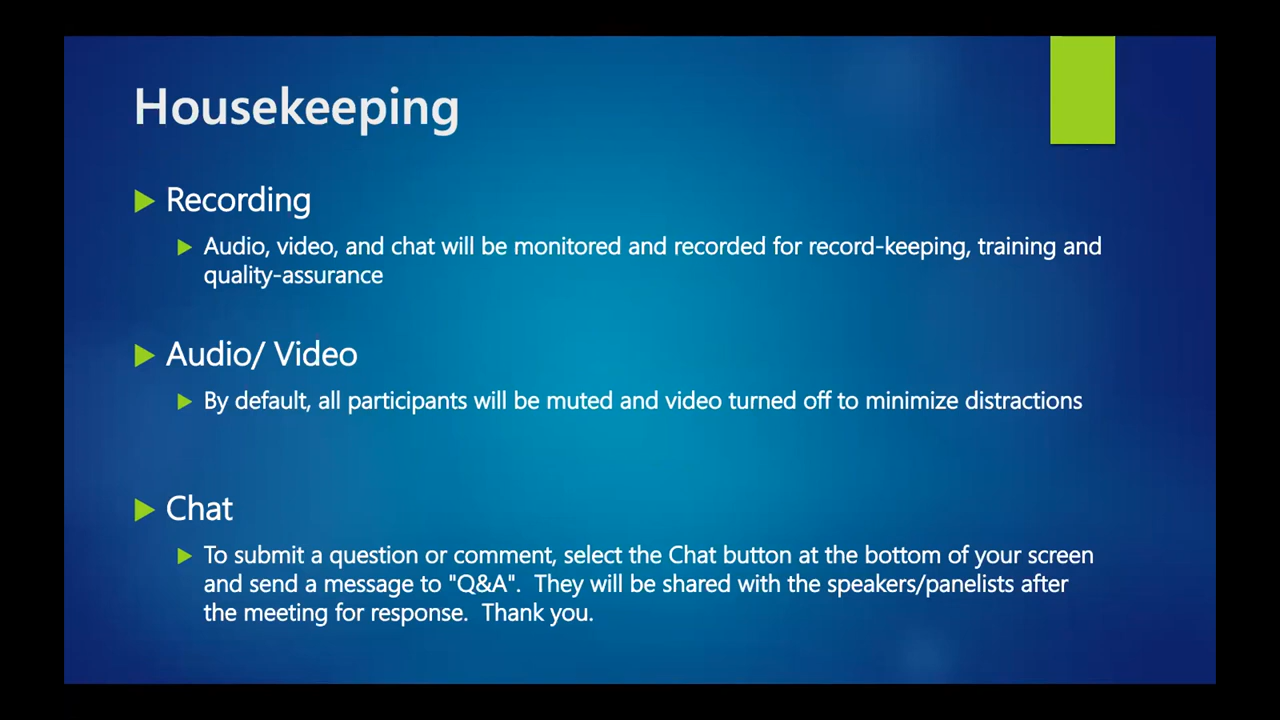 Housekeeping
Recording
Audio, video, and chat will be monitored and recorded for record-keeping, training and
quality-assurance
Audio/ Video
By default, all participants will be muted and video turned off to minimize distractions
Chat
To submit a question or comment, select the Chat button at the bottom of your screen
and send a message to "Q&A".  They will be shared with the speakers/panelists after
the meeting for response.  Thank you.